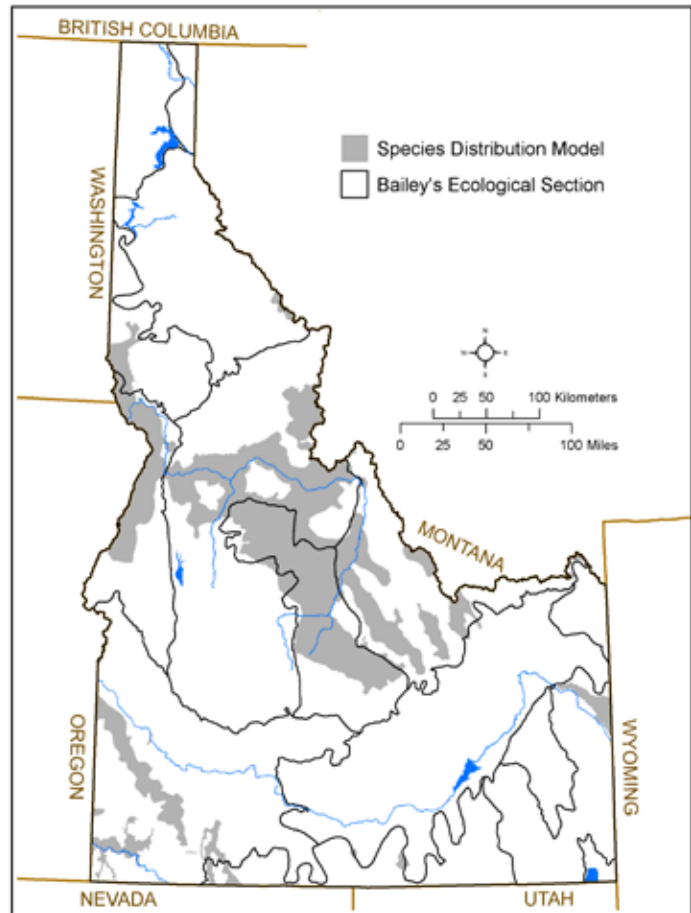 BRITISH COLUMBIA
Species Distribution Model
Bailey's Ecological Section
WASHINGTON
N
W E
S
0 25 50 100 Kilometers
0 25 50 100 Miles
MONTANA
OREGON
WYOMING
NEVADA
UTAH